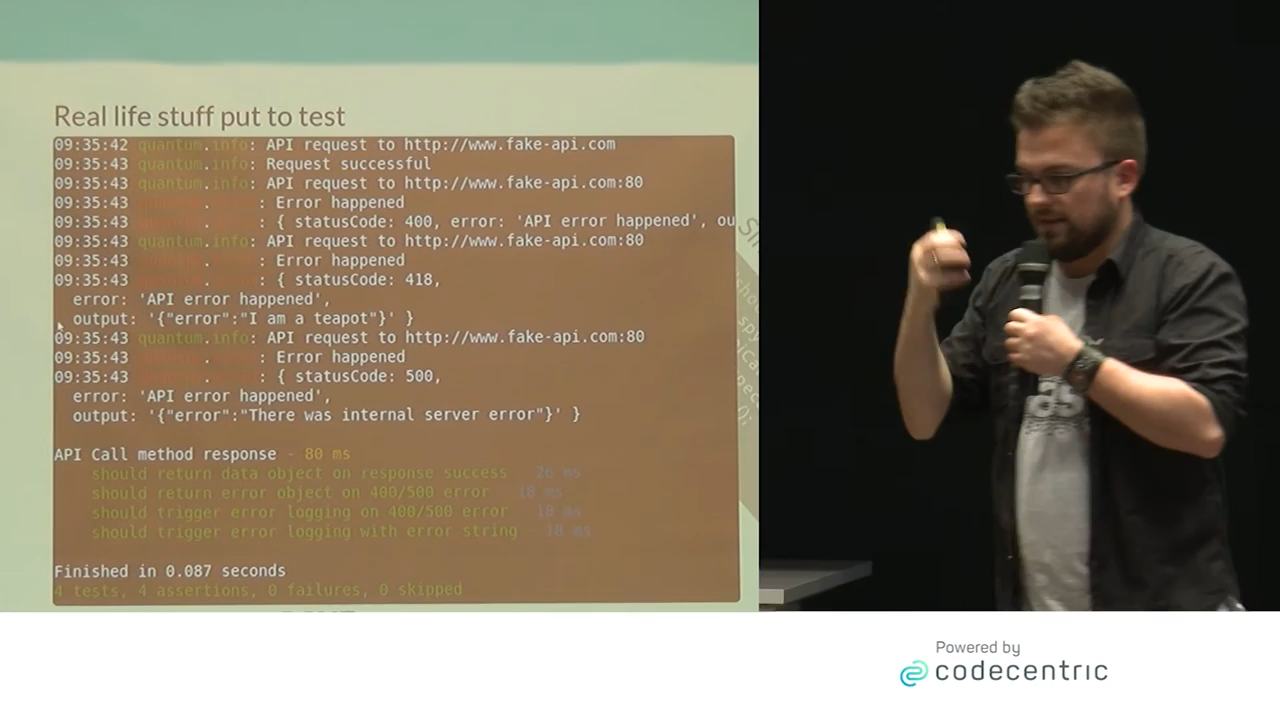 Real life stuff put to test
09:35:42 quantum.info: API request to http://www.fake-api.com
09:35:43 quantum.info: Request successful
09:35:43 quantum.info: API request to http://www.fake-api.com:80
09:35:43 . : Error happened
09:35:43 . : { statusCode: 400, error: 'API error happened', ou
09:35:43 quantum.info: API request to http://www.fake-api.com:80
09:35:43 . : Error happened
09:35:43 . : { statusCode: 418,
error: 'API error happened',
output: '{"error":"I am a teapot"}' }
09:35:43 quantum.info: API request to http://www.fake-api.com:80
09:35:43 . : Error happened
09:35:43 . : { statusCode: 500,
error: 'API error happened',
output: '{"error":"There was internal server error"}' }
API Call method response - 80 ms
should return data object on response success 26 ms
should return error object on 400/500 error - 18 ms
should trigger error logging on 400/500 error 18 ms
should trigger error logging with error string - 18 ms
Finished in 0.087 seconds
4 tests, 4 assertions, 0 failures, 0 skipped
Powered by
codecentric